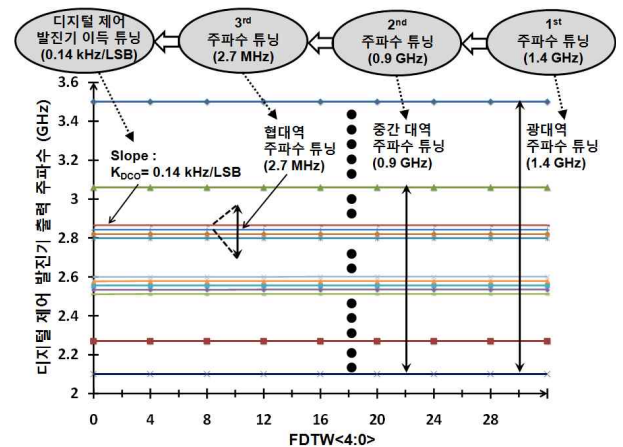 디지털 제어
발진기 이득 튜닝
(0.14 kHz/LSB)
3rd
주파수 튜닝
(2.7 MHz)
2nd
주파수 튜닝
(0.9 GHz)
1st
주파수 튜닝
(1.4 GHz)
디지털 제어 발진기 출력 주파수 (GHz)
3.6
3.4
3.2
3
2.8
2.6
2.4
2.2
2
Slope :
KDCO= 0.14 kHz/LSB
협대역
주파수 튜닝
(2.7 MHz)
중간 대역
주파수 튜닝
(0.9 GHz)
광대역
주파수 튜닝
(1.4 GHz)
0 4 8 12 16 20 24 28
FDTW<4:0>